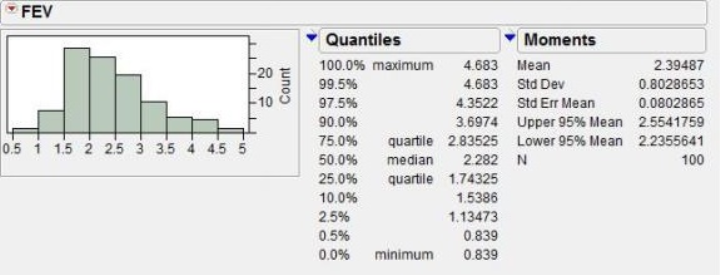 FEV
20
10
Count
0.5 1 1.5 2 2.5 3 3.5 4 4.5 5
Quantiles
100.0% maximum 4.683
99.5% 4.683
97.5% 4.3522
90.0% 3.6974
75.0% quartile 2.83525
50.0% median 2.282
25.0% quartile 1.74325
10.0% 1.5386
2.5% 1.13473
0.5% 0.839
0.0% minimum 0.839
Moments
Mean 2.39487
Std Dev 0.8028653
Std Err Mean 0.0802865
Upper 95% Mean 2.5541759
Lower 95% Mean 2.2355641
N 100